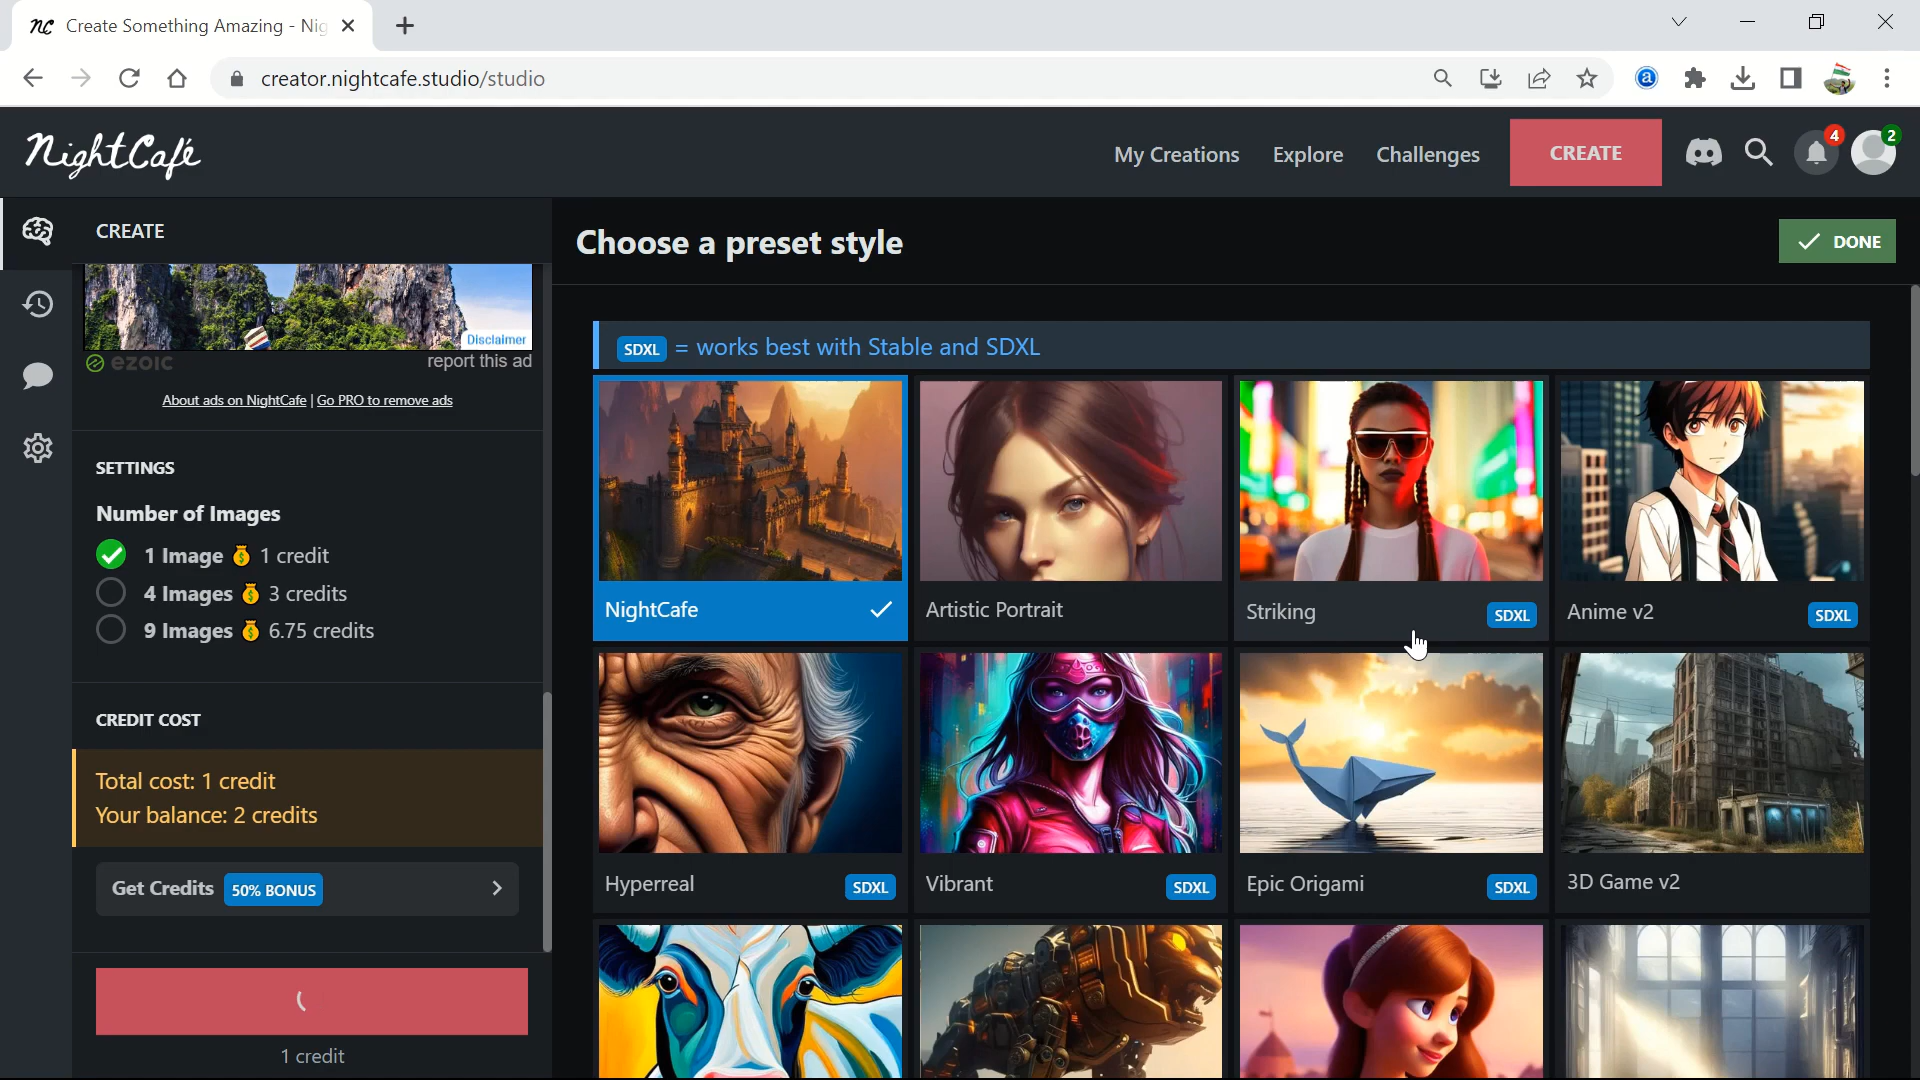 NC Create Something Amazing - Nig
creator.nightcafe.studio/studio
a
NightCafé
My Creations
Explore
Challenges
CREATE
4
2
CREATE
Disclaimer
ezoic
report this ad
About ads on NightCafe | Go PRO to remove ads
SETTINGS
Number of Images
1 Image 1 credit
4 Images 3 credits
9 Images 6.75 credits
CREDIT COST
Total cost: 1 credit
Your balance: 2 credits
Get Credits 50% BONUS
1 credit
Choose a preset style
DONE
SDXL = works best with Stable and SDXL
NightCafe
Artistic Portrait
Striking SDXL
Anime v2 SDXL
Hyperreal SDXL
Vibrant SDXL
Epic Origami SDXL
3D Game v2